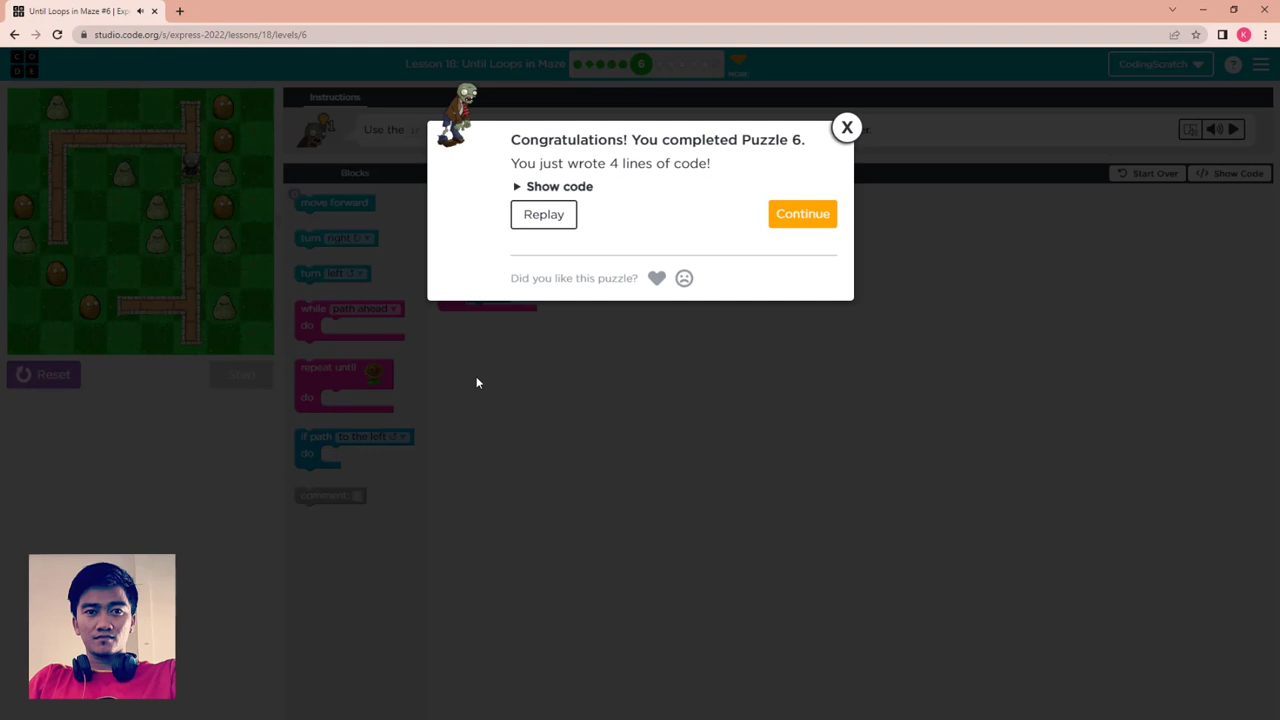 Until Loops in Maze #6 | Exp
studio.code.org/s/express-2022/lessons/18/levels/6
K
C O
D E
Lesson 18: Until Loops in Maze
6
CodingScratch
?
Instructions
Use the
r.
Blocks
Start Over
</> Show Code
Congratulations! You completed Puzzle 6.
X
You just wrote 4 lines of code!
Show code
Replay
Continue
Did you like this puzzle?
move forward
turn right
turn left
while path ahead
do
repeat until
do
if path to the left
do
comment:
Reset
Step